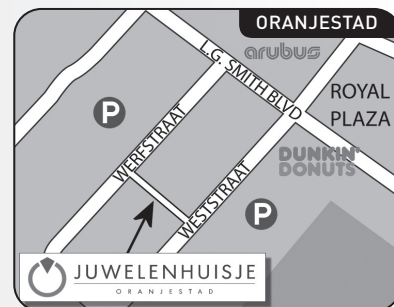 ORANJESTAD
arubus
L.G. SMITH BLVD
ROYAL
PLAZA
P
WERFSTRAAT
DUNKIN'
DONUTS
WESTSTRAAT
P
JUWELENHUISJE
ORANJESTAD